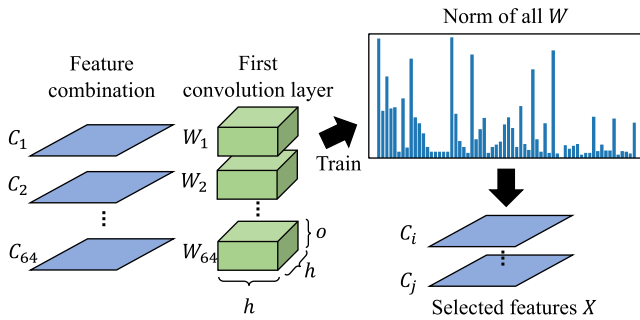 Norm of all W
Feature
combination
First
convolution layer
C1
W1
Train
C2
W2
C64
W64
o
h
h
Ci
Cj
Selected features X